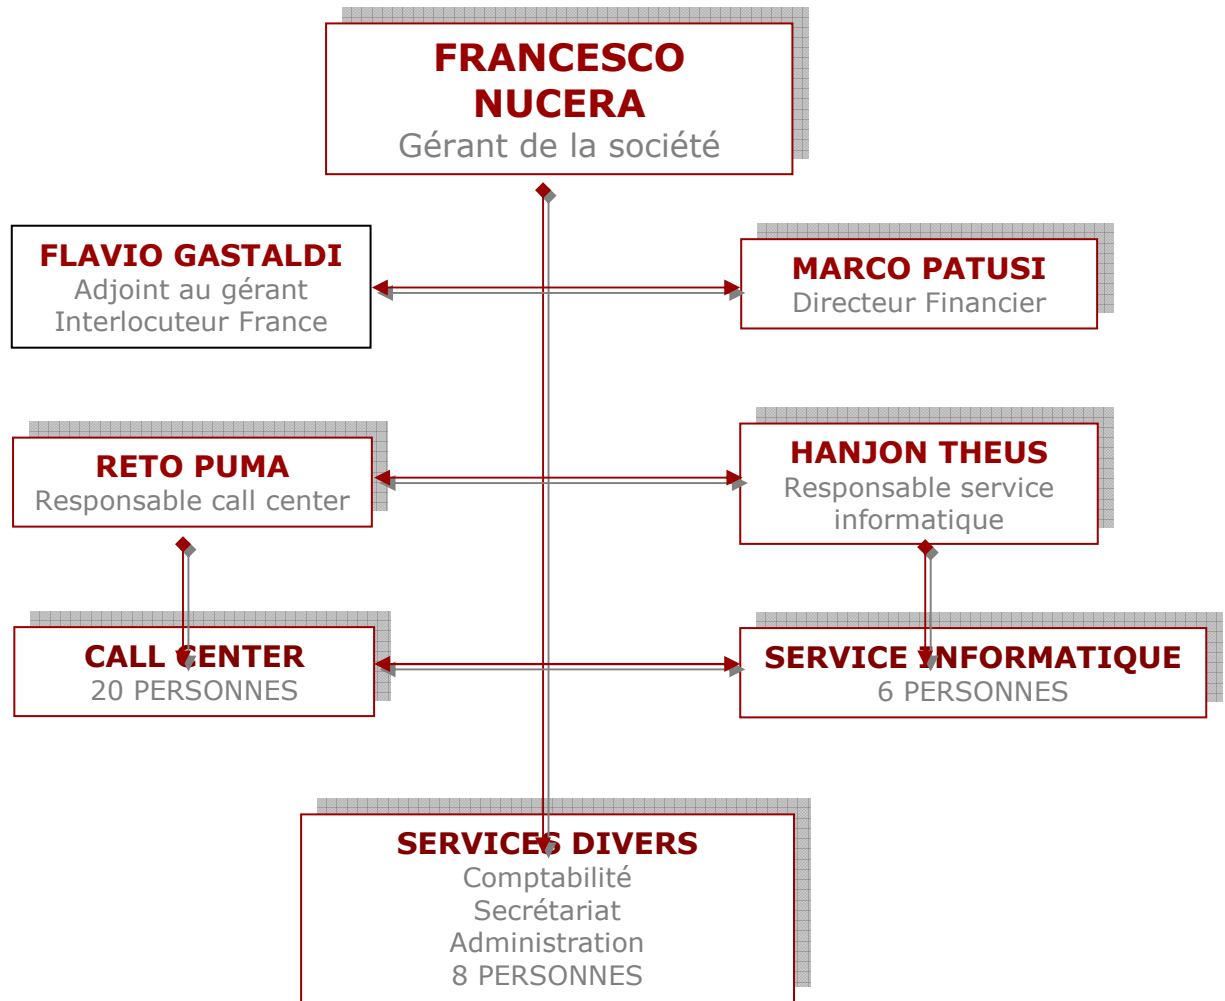 FRANCESCO
NUCERA
Gérant de la société
FLAVIO GASTALDI
Adjoint au gérant
Interlocuteur France
MARCO PATUSI
Directeur Financier
RETO PUMA
Responsable call center
HANJON THEUS
Responsable service
informatique
CALL CENTER
20 PERSONNES
SERVICE INFORMATIQUE
6 PERSONNES
SERVICES DIVERS
Comptabilité
Secrétariat
Administration
8 PERSONNES